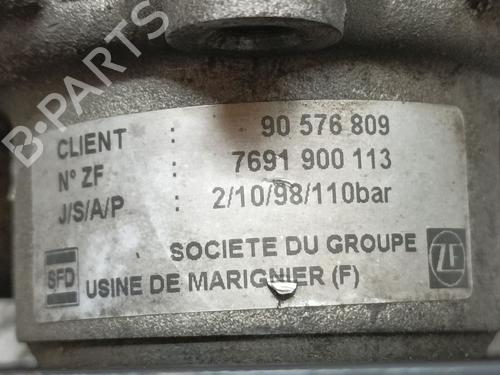 B-PARTS
CLIENT : 90 576 809
N° ZF : 7691 900 113
J/S/A/P : 2/10/98/110bar
SOCIETE DU GROUPE
USINE DE MARIGNIER (F)
SFD
ZF